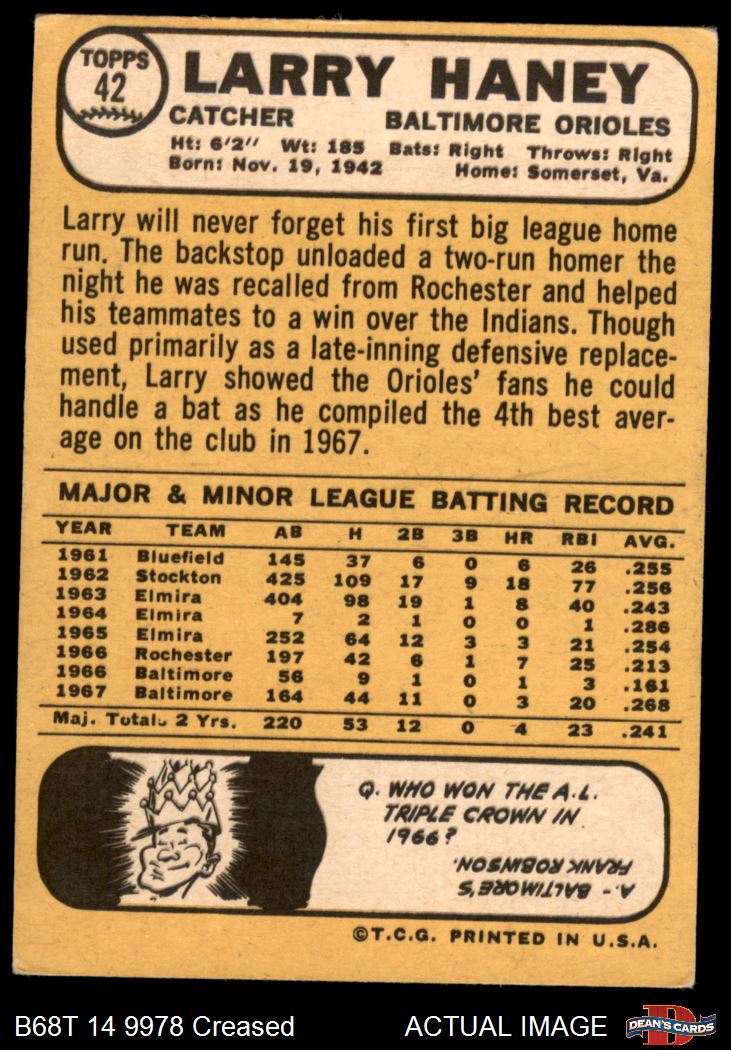 TOPPS
42
LARRY HANEY
CATCHER BALTIMORE ORIOLES
Ht: 6'2" Wt: 185 Bats: Right Throws: Right
Born: Nov. 19, 1942 Home: Somerset, Va.
Larry will never forget his first big league home
run. The backstop unloaded a two-run homer the
night he was recalled from Rochester and helped
his teammates to a win over the Indians. Though
used primarily as a late-inning defensive replace-
ment, Larry showed the Orioles' fans he could
handle a bat as he compiled the 4th best aver-
age on the club in 1967.
MAJOR & MINOR LEAGUE BATTING RECORD
YEAR TEAM AB H 2B 3B HR RBI AVG.
1961 Bluefield 145 37 6 0 6 26 .255
1962 Stockton 425 109 17 9 18 77 .256
1963 Elmira 404 98 19 1 8 40 .243
1964 Elmira 7 2 1 0 0 1 .286
1965 Elmira 252 64 12 3 3 21 .254
1966 Rochester 197 42 6 1 7 25 .213
1966 Baltimore 56 9 1 0 1 3 .161
1967 Baltimore 164 44 11 0 3 20 .268
Maj. Totals 2 Yrs. 220 53 12 0 4 23 .241
Q. WHO WON THE A.L.
TRIPLE CROWN IN
1966?
A.- BALTIMORE'S
FRANK ROBINSON.
©T.C.G. PRINTED IN U.S.A.
B68T 14 9978 Creased ACTUAL IMAGE
D
DEAN'S CARDS